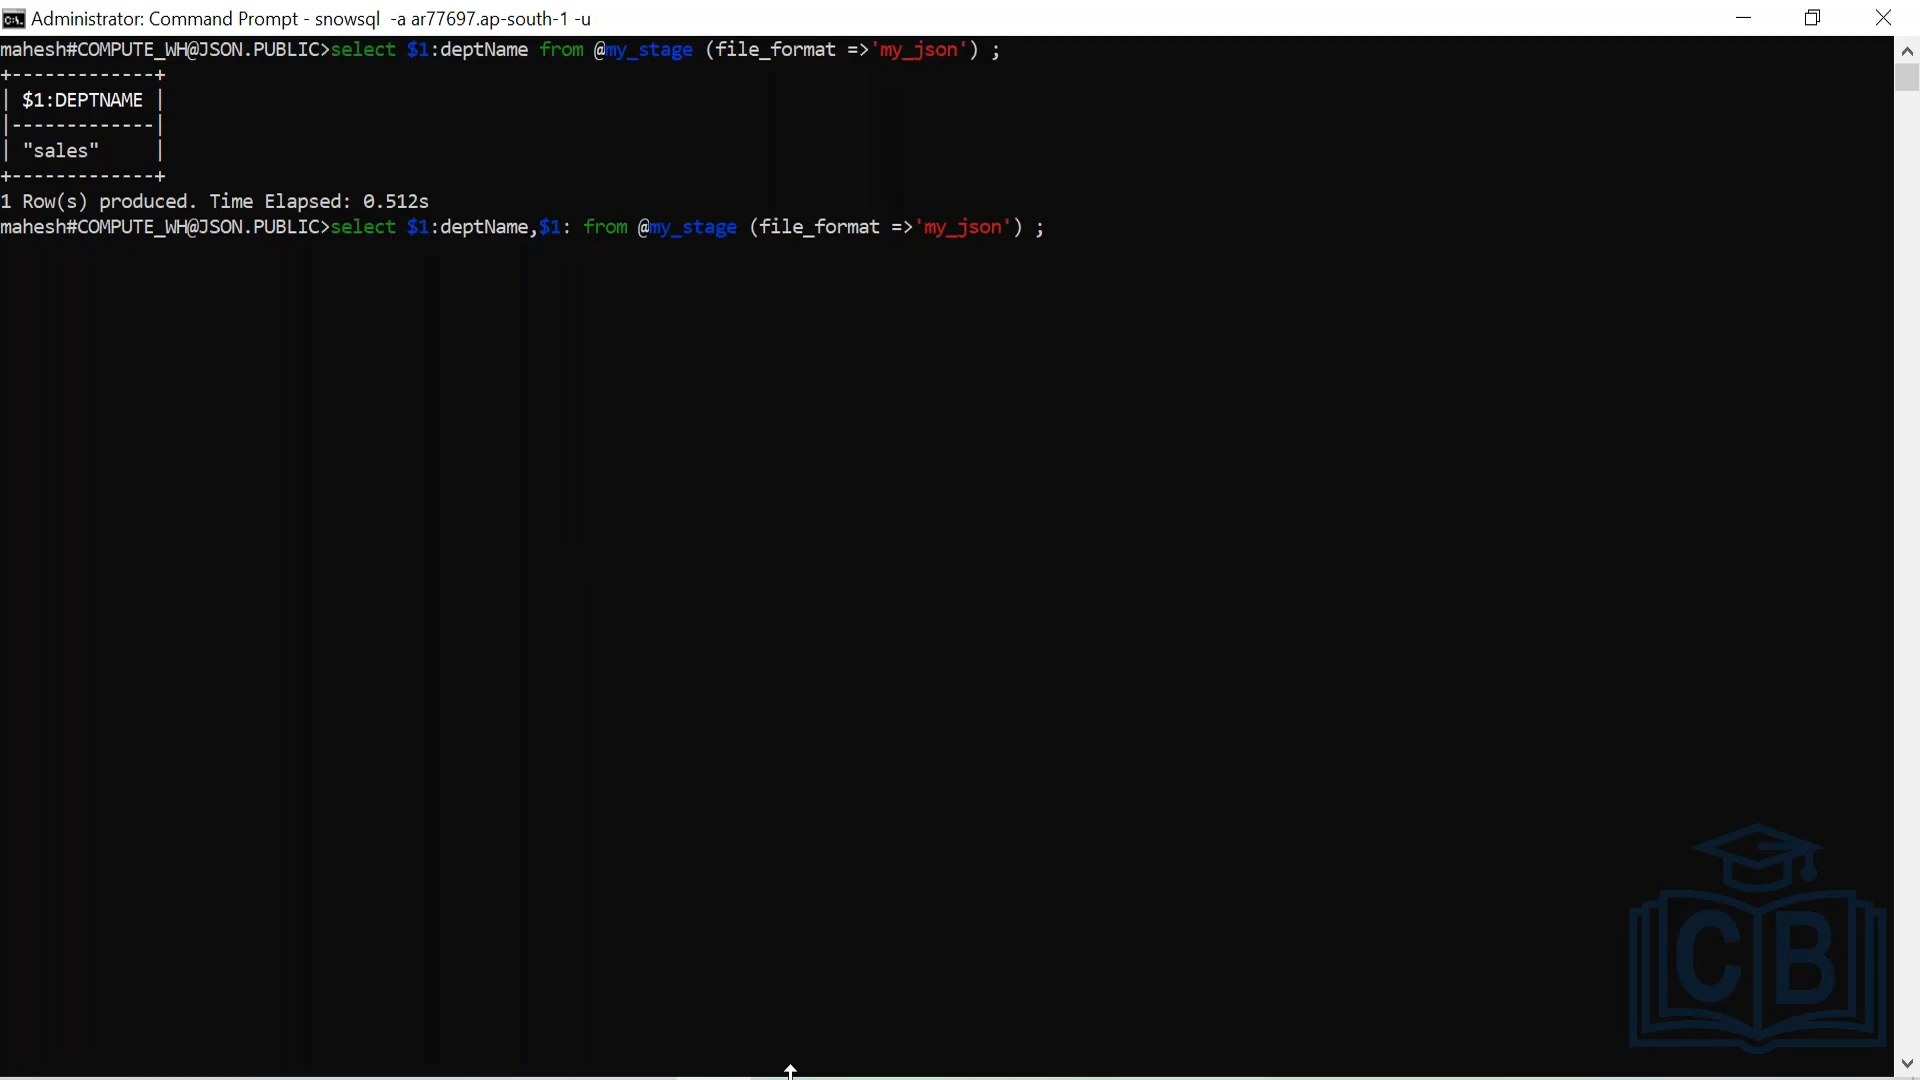 Administrator: Command Prompt - snowsql  -a ar77697.ap-south-1 -u
mahesh#COMPUTE_WH@JSON.PUBLIC>select $1:deptName from @my_stage (file_format =>'my_json') ;
+-------------+
| $1:DEPTNAME |
|-------------|
| "sales"     |
+-------------+
1 Row(s) produced. Time Elapsed: 0.512s
mahesh#COMPUTE_WH@JSON.PUBLIC>select $1:deptName,$1: from @my_stage (file_format =>'my_json') ;
CB